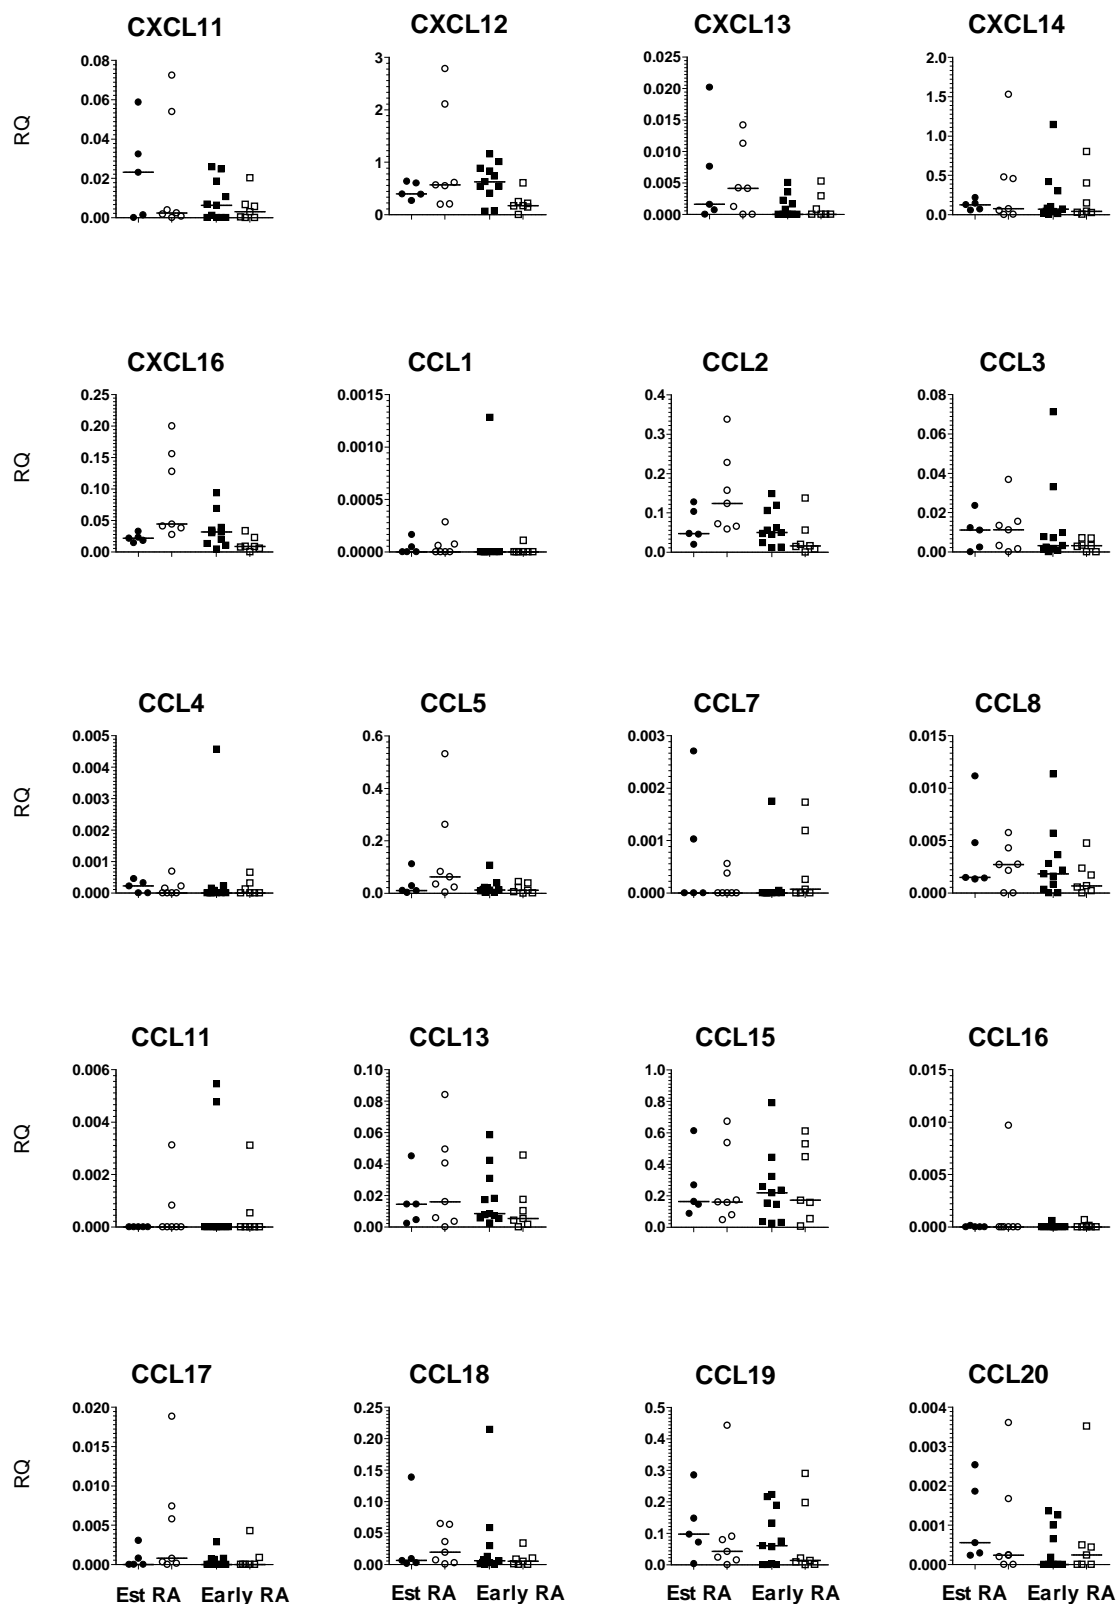 CXCL11 CXCL12 CXCL13 CXCL14
RQ
0.08 0.06 0.04 0.02 0.00
3 2 1 0
0.025 0.020 0.015 0.010 0.005 0.000
2.0 1.5 1.0 0.5 0.0
CXCL16 CCL1 CCL2 CCL3
RQ
0.25 0.20 0.15 0.10 0.05 0.00
0.0015 0.0010 0.0005 0.0000
0.4 0.3 0.2 0.1 0.0
0.08 0.06 0.04 0.02 0.00
CCL4 CCL5 CCL7 CCL8
RQ
0.005 0.004 0.003 0.002 0.001 0.000
0.6 0.4 0.2 0.0
0.003 0.002 0.001 0.000
0.015 0.010 0.005 0.000
CCL11 CCL13 CCL15 CCL16
RQ
0.006 0.004 0.002 0.000
0.10 0.08 0.06 0.04 0.02 0.00
1.0 0.8 0.6 0.4 0.2 0.0
0.015 0.010 0.005 0.000
CCL17 CCL18 CCL19 CCL20
RQ
0.020 0.015 0.010 0.005 0.000
0.25 0.20 0.15 0.10 0.05 0.00
0.5 0.4 0.3 0.2 0.1 0.0
0.004 0.003 0.002 0.001 0.000
Est RA Early RA Est RA Early RA Est RA Early RA Est RA Early RA